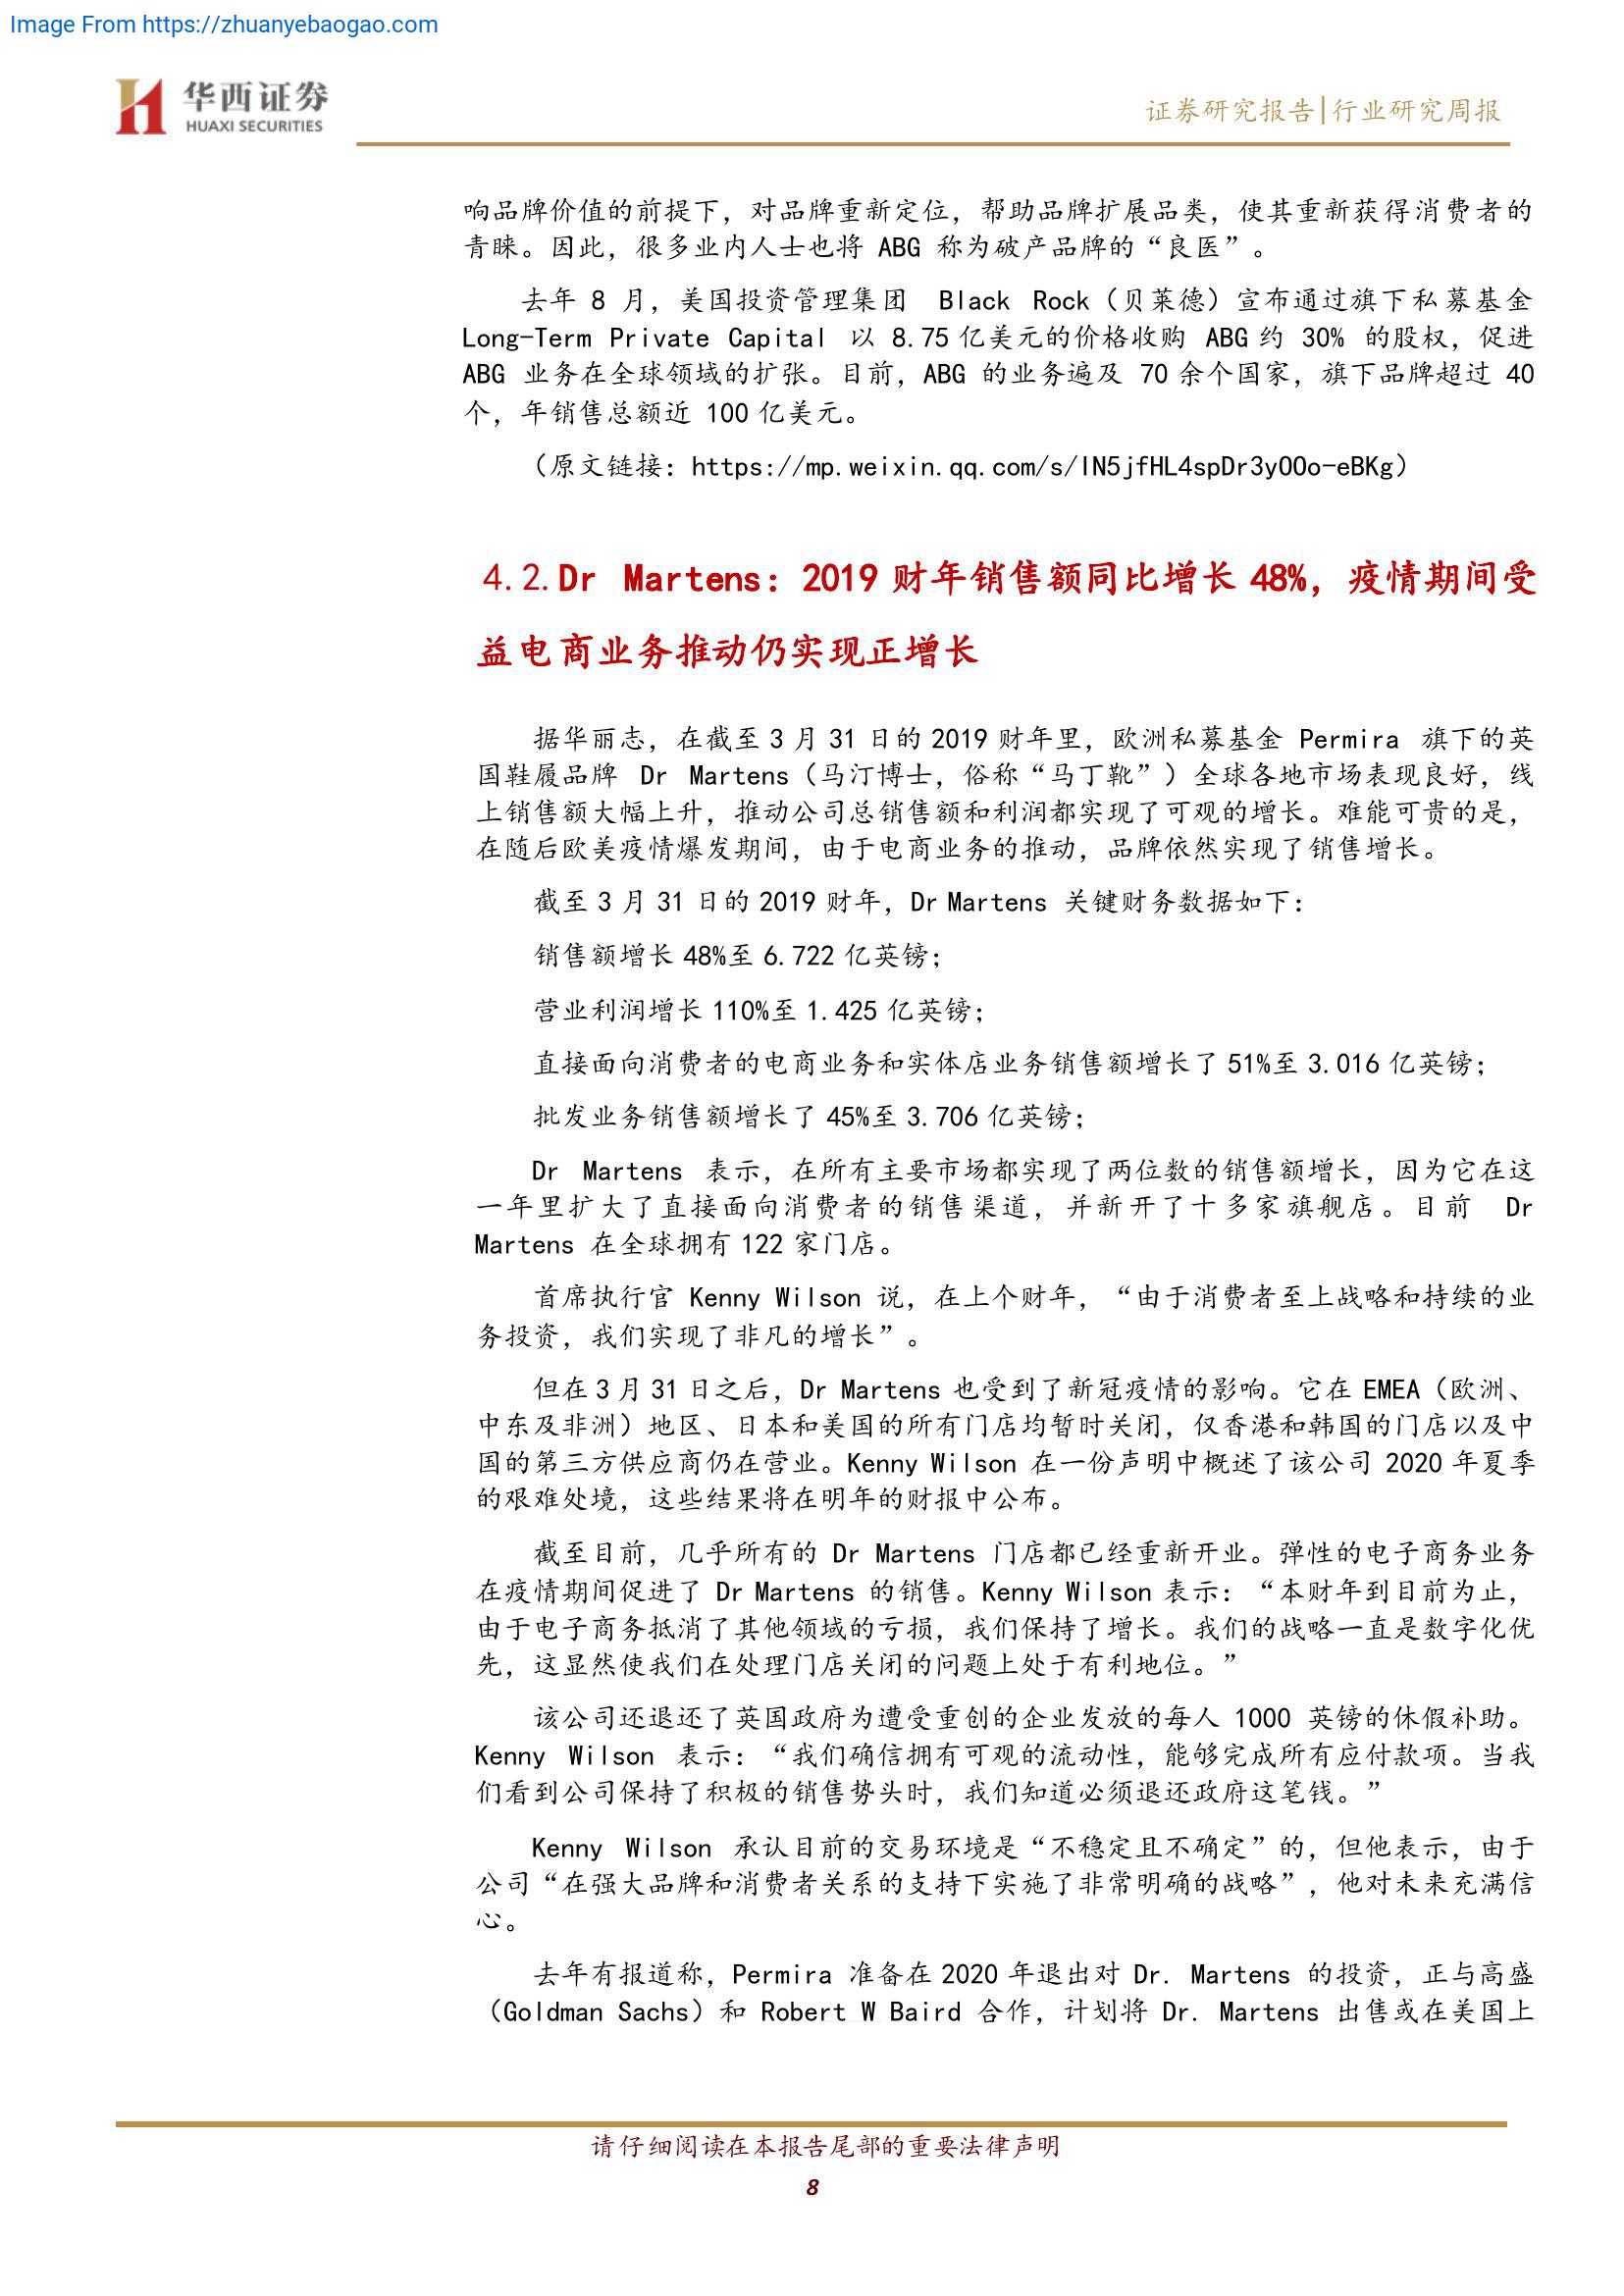 Image From https://zhuanyebaogao.com
华西证券
HUAXI SECURITIES
证券研究报告|行业研究周报
响品牌价值的前提下，对品牌重新定位，帮助品牌扩展品类，使其重新获得消费者的
青睐。因此，很多业内人士也将 ABG 称为破产品牌的“良医”。
去年 8 月，美国投资管理集团 Black Rock（贝莱德）宣布通过旗下私募基金
Long-Term Private Capital 以 8.75 亿美元的价格收购 ABG 约 30% 的股权，促进
ABG 业务在全球领域的扩张。目前，ABG 的业务遍及 70 余个国家，旗下品牌超过 40
个，年销售总额近 100 亿美元。
（原文链接：https://mp.weixin.qq.com/s/lN5jfHL4spDr3yOOo-eBKg）
4.2.Dr Martens：2019 财年销售额同比增长 48%，疫情期间受
益电商业务推动仍实现正增长
据华丽志，在截至 3 月 31 日的 2019 财年里，欧洲私募基金 Permira 旗下的英
国鞋履品牌 Dr Martens（马汀博士，俗称“马丁靴”）全球各地市场表现良好，线
上销售额大幅上升，推动公司总销售额和利润都实现了可观的增长。难能可贵的是，
在随后欧美疫情爆发期间，由于电商业务的推动，品牌依然实现了销售增长。
截至 3 月 31 日的 2019 财年，Dr Martens 关键财务数据如下：
销售额增长 48%至 6.722 亿英镑；
营业利润增长 110%至 1.425 亿英镑；
直接面向消费者的电商业务和实体店业务销售额增长了 51%至 3.016 亿英镑；
批发业务销售额增长了 45%至 3.706 亿英镑；
Dr Martens 表示，在所有主要市场都实现了两位数的销售额增长，因为它在这
一年里扩大了直接面向消费者的销售渠道，并新开了十多家旗舰店。目前 Dr
Martens 在全球拥有 122 家门店。
首席执行官 Kenny Wilson 说，在上个财年，“由于消费者至上战略和持续的业
务投资，我们实现了非凡的增长”。
但在 3 月 31 日之后，Dr Martens 也受到了新冠疫情的影响。它在 EMEA（欧洲、
中东及非洲）地区、日本和美国的所有门店均暂时关闭，仅香港和韩国的门店以及中
国的第三方供应商仍在营业。Kenny Wilson 在一份声明中概述了该公司 2020 年夏季
的艰难处境，这些结果将在明年的财报中公布。
截至目前，几乎所有的 Dr Martens 门店都已经重新开业。弹性的电子商务业务
在疫情期间促进了 Dr Martens 的销售。Kenny Wilson 表示：“本财年到目前为止，
由于电子商务抵消了其他领域的亏损，我们保持了增长。我们的战略一直是数字化优
先，这显然使我们在处理门店关闭的问题上处于有利地位。”
该公司还退还了英国政府为遭受重创的企业发放的每人 1000 英镑的休假补助。
Kenny Wilson 表示：“我们确信拥有可观的流动性，能够完成所有应付款项。当我
们看到公司保持了积极的销售势头时，我们知道必须退还政府这笔钱。”
Kenny Wilson 承认目前的交易环境是“不稳定且不确定”的，但他表示，由于
公司“在强大品牌和消费者关系的支持下实施了非常明确的战略”，他对未来充满信
心。
去年有报道称，Permira 准备在 2020 年退出对 Dr. Martens 的投资，正与高盛
（Goldman Sachs）和 Robert W Baird 合作，计划将 Dr. Martens 出售或在美国上
请仔细阅读在本报告尾部的重要法律声明
8